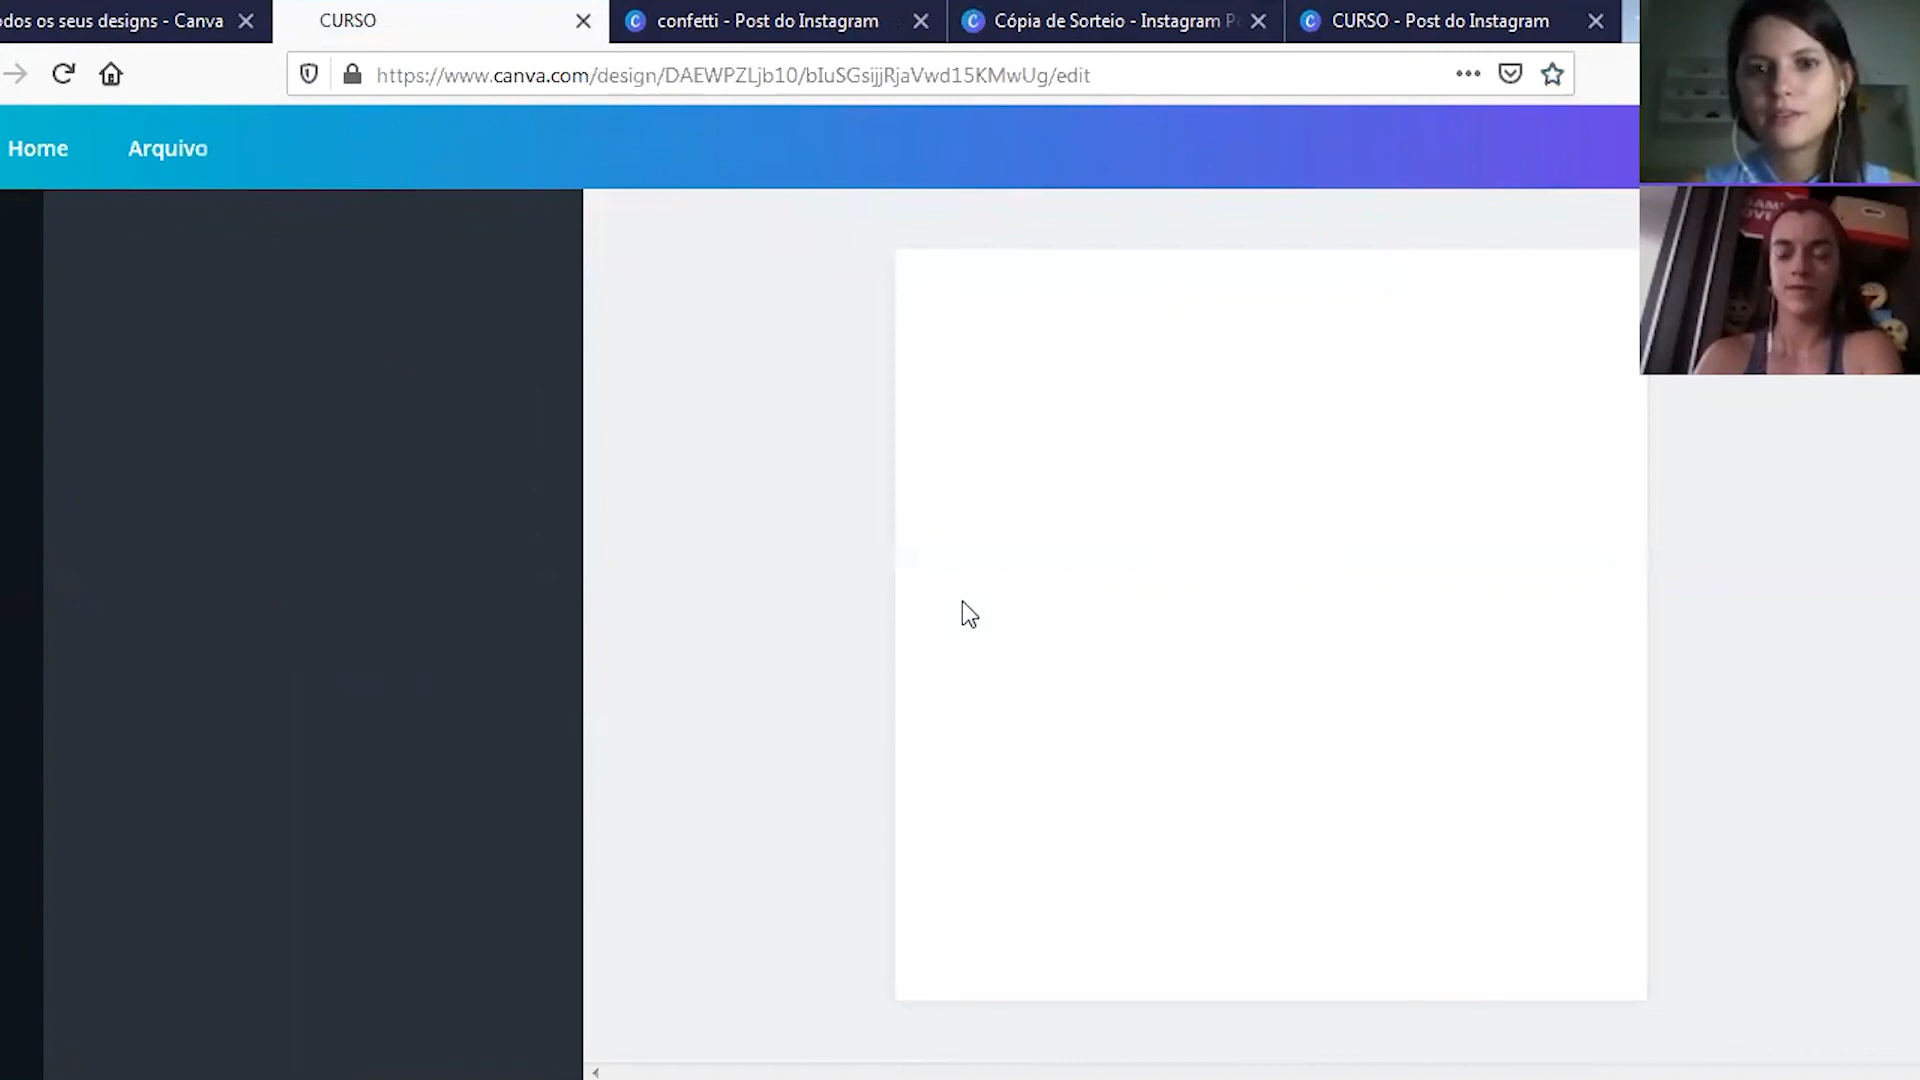 odos os seus designs - Canva
CURSO
confetti - Post do Instagram
Cópia de Sorteio - Instagram P
CURSO - Post do Instagram
https://www.canva.com/design/DAEWPZLjb10/bIuSGsijjRjaVwd15KMwUg/edit
Home
Arquivo